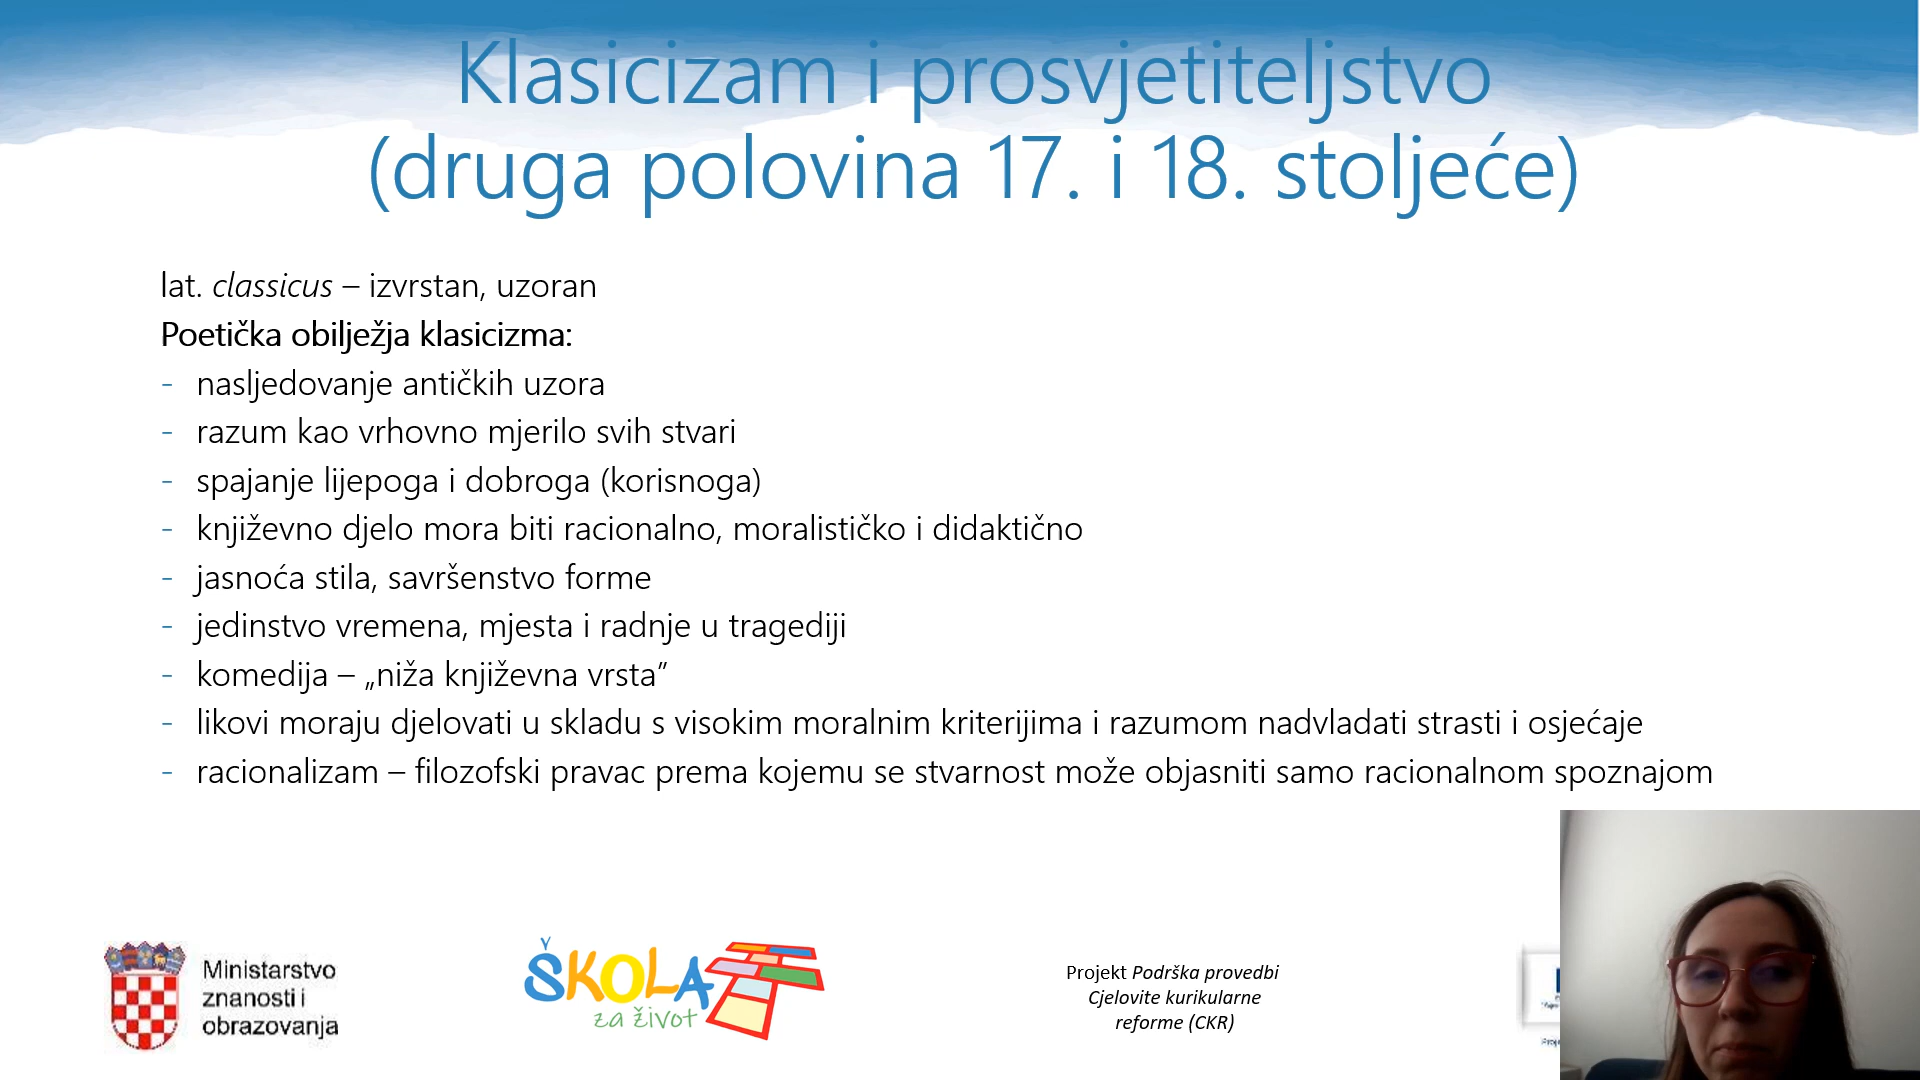 Klasicizam i prosvjetiteljstvo
(druga polovina 17. i 18. stoljeće)
lat. classicus – izvrstan, uzoran
Poetička obilježja klasicizma:
- nasljedovanje antičkih uzora
- razum kao vrhovno mjerilo svih stvari
- spajanje lijepoga i dobroga (korisnoga)
- književno djelo mora biti racionalno, moralističko i didaktično
- jasnoća stila, savršenstvo forme
- jedinstvo vremena, mjesta i radnje u tragediji
- komedija – „niža književna vrsta”
- likovi moraju djelovati u skladu s visokim moralnim kriterijima i razumom nadvladati strasti i osjećaje
- racionalizam – filozofski pravac prema kojemu se stvarnost može objasniti samo racionalnom spoznajom
Ministarstvo
znanosti i
obrazovanja
ŠKOLA
za život
Projekt Podrška provedbi
Cjelovite kurikularne
reforme (CKR)